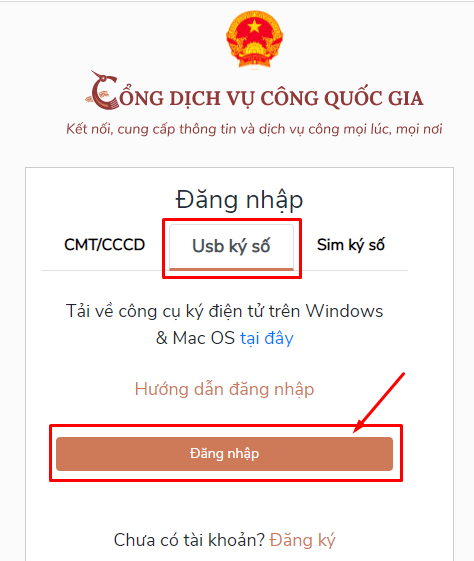 CỔNG DỊCH VỤ CÔNG QUỐC GIA
Kết nối, cung cấp thông tin và dịch vụ công mọi lúc, mọi nơi
Đăng nhập
CMT/CCCD
Usb ký số
Sim ký số
Tải về công cụ ký điện tử trên Windows
& Mac OS tại đây
Hướng dẫn đăng nhập
Đăng nhập
Chưa có tài khoản? Đăng ký